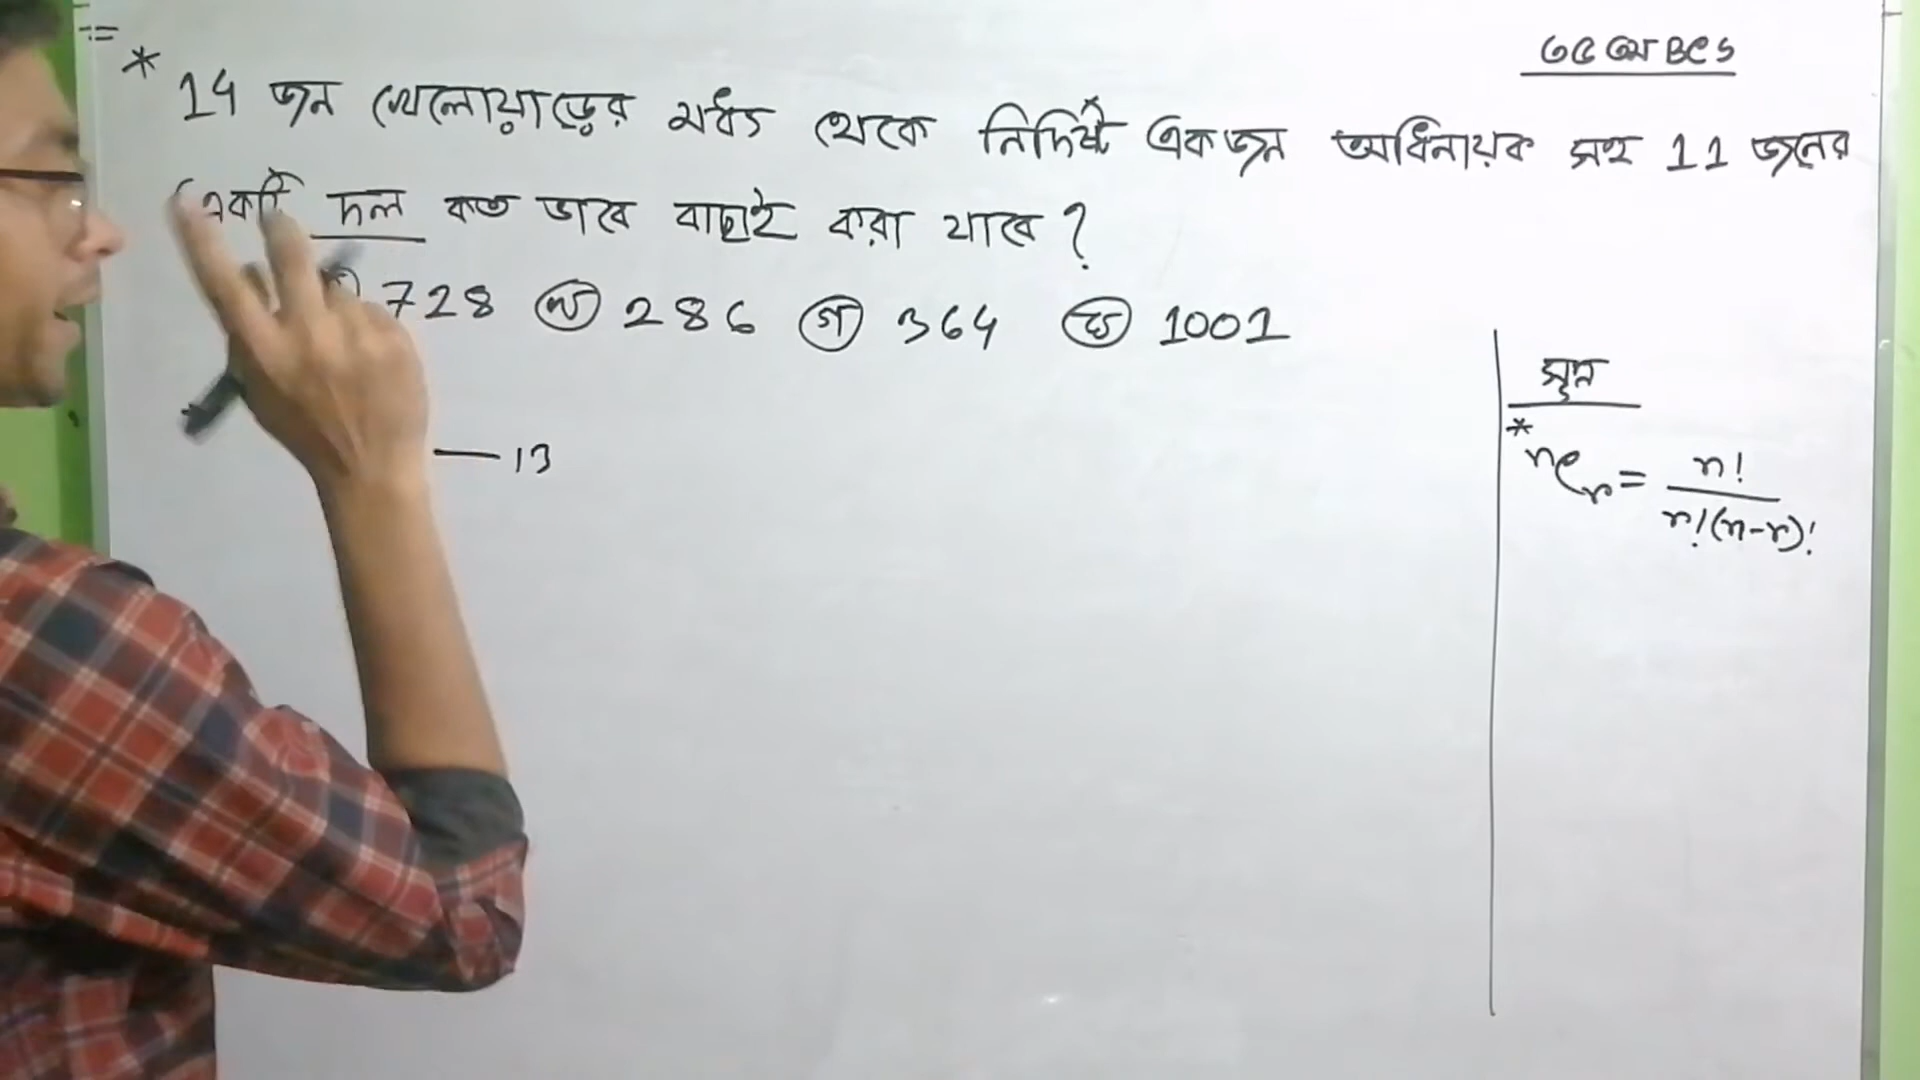 ৩৫ তম BCS
* 14 জন খেলোয়াড়ের মধ্য থেকে নির্দিষ্ট একজন অধিনায়ক সহ 11 জনের
একটি দল কত ভাবে বাছাই করা যাবে ?
728 খ 286 গ 364 ঘ 1001
— 13
সূত্র
* nCr = n! / r!(n-r)!